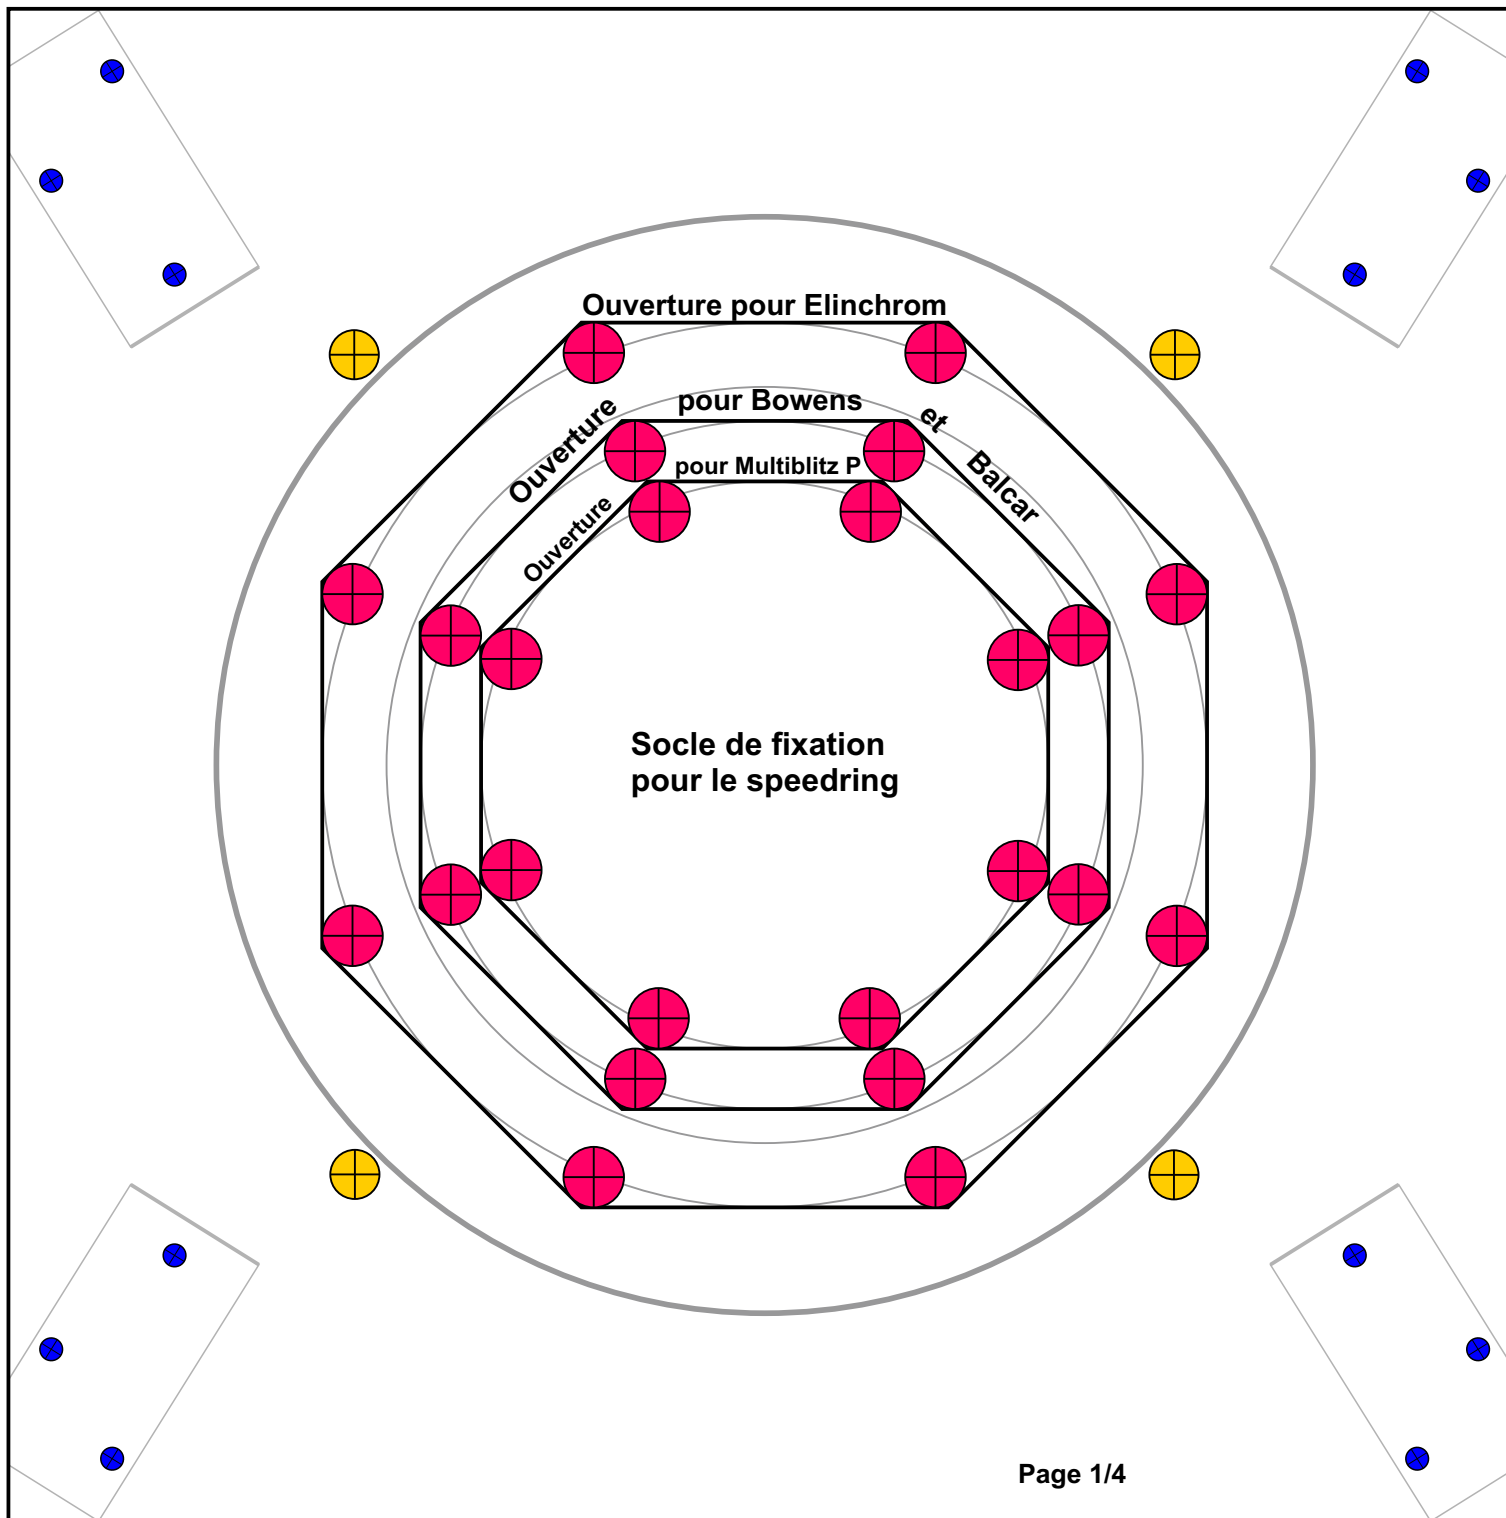 Ouverture pour Elinchrom
Ouverture pour Bowens et Balcar
Ouverture pour Multiblitz P
Socle de fixation
pour le speedring
Page 1/4